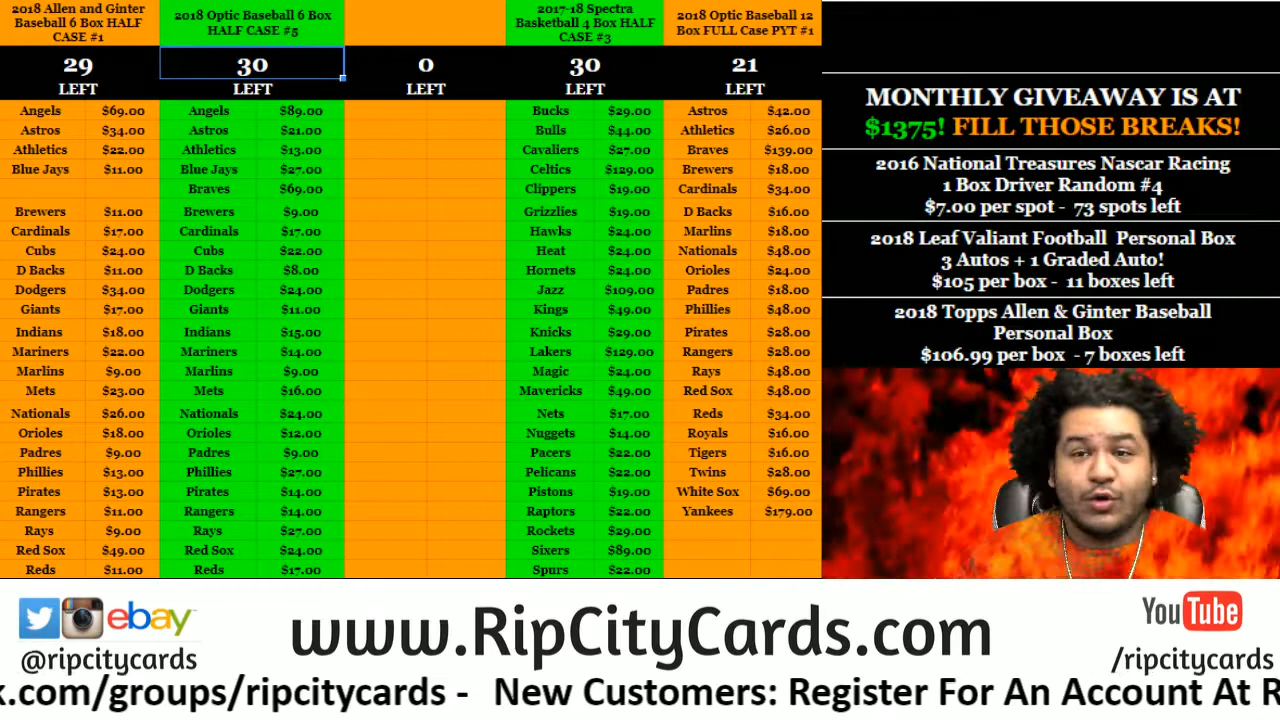 2018 Allen and Ginter
Baseball 6 Box HALF
CASE #1
29
LEFT
Angels $69.00
Astros $34.00
Athletics $22.00
Blue Jays $11.00
Brewers $11.00
Cardinals $17.00
Cubs $24.00
D Backs $11.00
Dodgers $34.00
Giants $17.00
Indians $18.00
Mariners $22.00
Marlins $9.00
Mets $23.00
Nationals $26.00
Orioles $18.00
Padres $9.00
Phillies $13.00
Pirates $13.00
Rangers $11.00
Rays $9.00
Red Sox $49.00
Reds $11.00
2018 Optic Baseball 6 Box
HALF CASE #5
30
LEFT
Angels $89.00
Astros $21.00
Athletics $13.00
Blue Jays $27.00
Braves $69.00
Brewers $9.00
Cardinals $17.00
Cubs $22.00
D Backs $8.00
Dodgers $24.00
Giants $11.00
Indians $15.00
Mariners $14.00
Marlins $9.00
Mets $16.00
Nationals $24.00
Orioles $12.00
Padres $9.00
Phillies $27.00
Pirates $14.00
Rangers $14.00
Rays $27.00
Red Sox $24.00
Reds $17.00
0
LEFT
2017-18 Spectra
Basketball 4 Box HALF
CASE #3
30
LEFT
Bucks $29.00
Bulls $44.00
Cavaliers $27.00
Celtics $129.00
Clippers $19.00
Grizzlies $19.00
Hawks $24.00
Heat $24.00
Hornets $24.00
Jazz $109.00
Kings $49.00
Knicks $29.00
Lakers $129.00
Magic $24.00
Mavericks $49.00
Nets $17.00
Nuggets $14.00
Pacers $22.00
Pelicans $22.00
Pistons $19.00
Raptors $22.00
Rockets $29.00
Sixers $89.00
Spurs $22.00
2018 Optic Baseball 12
Box FULL Case PYT #1
21
LEFT
Astros $42.00
Athletics $26.00
Braves $139.00
Brewers $18.00
Cardinals $34.00
D Backs $16.00
Marlins $18.00
Nationals $48.00
Orioles $24.00
Padres $18.00
Phillies $48.00
Pirates $28.00
Rangers $28.00
Rays $48.00
Red Sox $48.00
Reds $34.00
Royals $16.00
Tigers $16.00
Twins $28.00
White Sox $69.00
Yankees $179.00
MONTHLY GIVEAWAY IS AT
$1375! FILL THOSE BREAKS!
2016 National Treasures Nascar Racing
1 Box Driver Random #4
$7.00 per spot - 73 spots left
2018 Leaf Valiant Football Personal Box
3 Autos + 1 Graded Auto!
$105 per box - 11 boxes left
2018 Topps Allen & Ginter Baseball
Personal Box
$106.99 per box - 7 boxes left
ebay
@ripcitycards
www.RipCityCards.com
YouTube
/ripcitycards
k.com/groups/ripcitycards - New Customers: Register For An Account At R